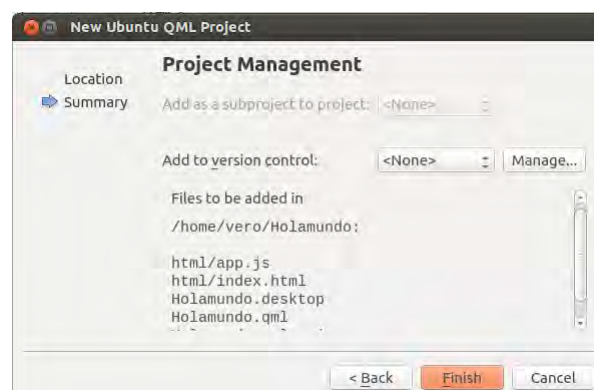 New Ubuntu QML Project
Location
Summary
Project Management
Add as a subproject to project: <None>
Add to version control: <None> Manage...
Files to be added in
/home/vero/Holamundo:
html/app.js
html/index.html
Holamundo.desktop
Holamundo.qml
< Back Finish Cancel